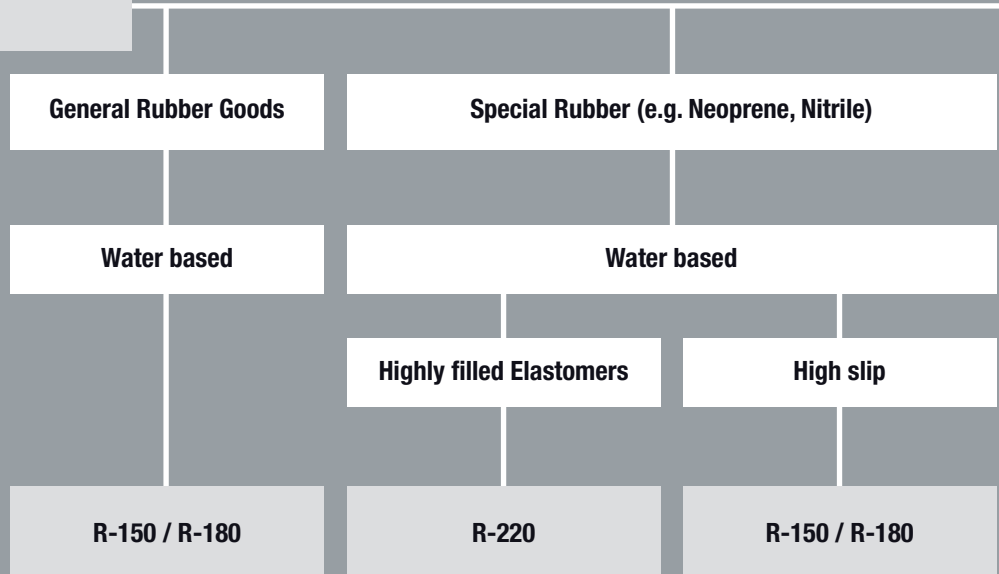 General Rubber Goods
Special Rubber (e.g. Neoprene, Nitrile)
Water based
Water based
Highly filled Elastomers
High slip
R-150 / R-180
R-220
R-150 / R-180